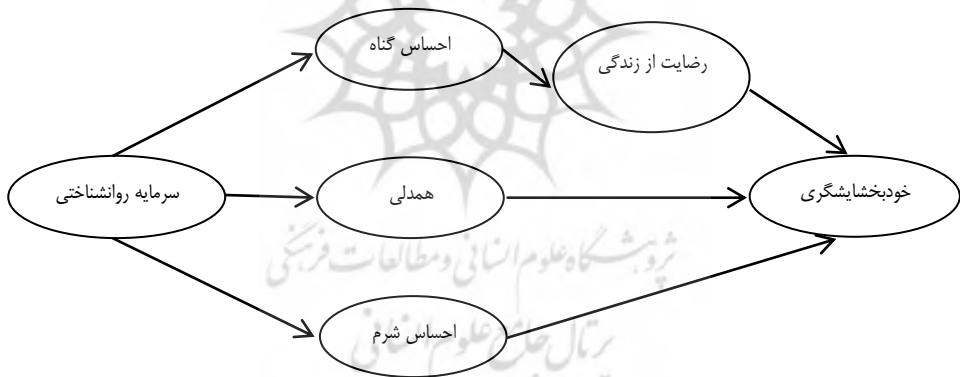 احساس گناه
رضایت از زندگی
سرمایه روانشناختی
همدلی
خودبخشایشگری
پژوهشگاه علوم انسانی و مطالعات فرهنگی
احساس شرم
پرتال جامع علوم انسانی